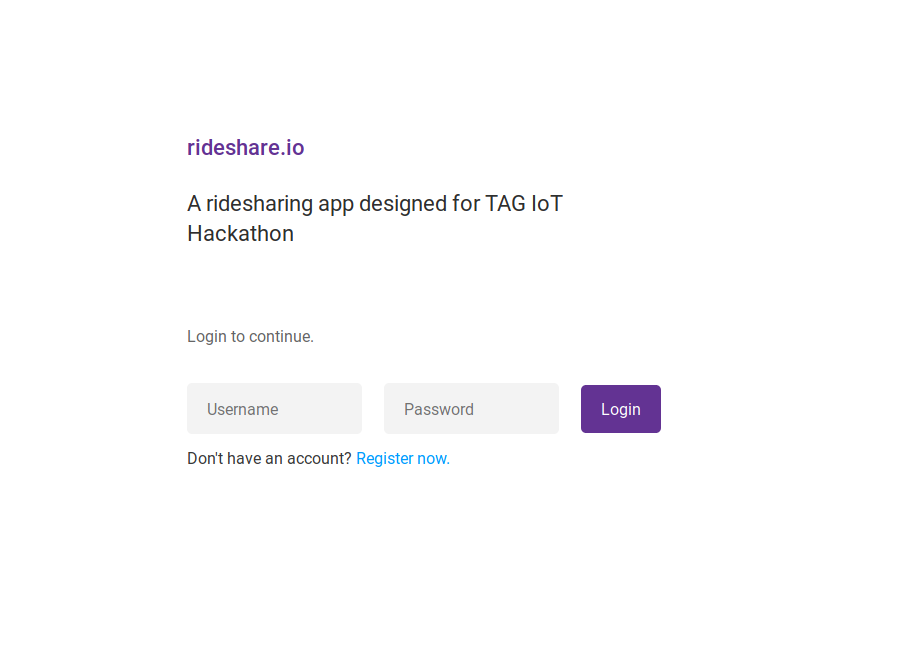 rideshare.io
A ridesharing app designed for TAG IoT
Hackathon
Login to continue.
Username
Password
Login
Don't have an account? Register now.